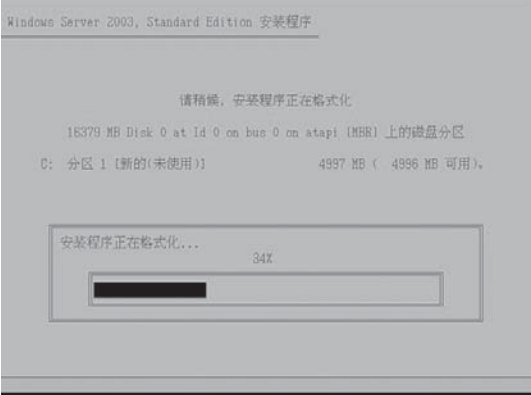 Windows Server 2003, Standard Edition 安装程序
请稍候，安装程序正在格式化
16379 MB Disk 0 at Id 0 on bus 0 on atapi [MBR] 上的磁盘分区
C: 分区 1 [新的(未使用)] 4997 MB ( 4996 MB 可用)。
安装程序正在格式化...
34%